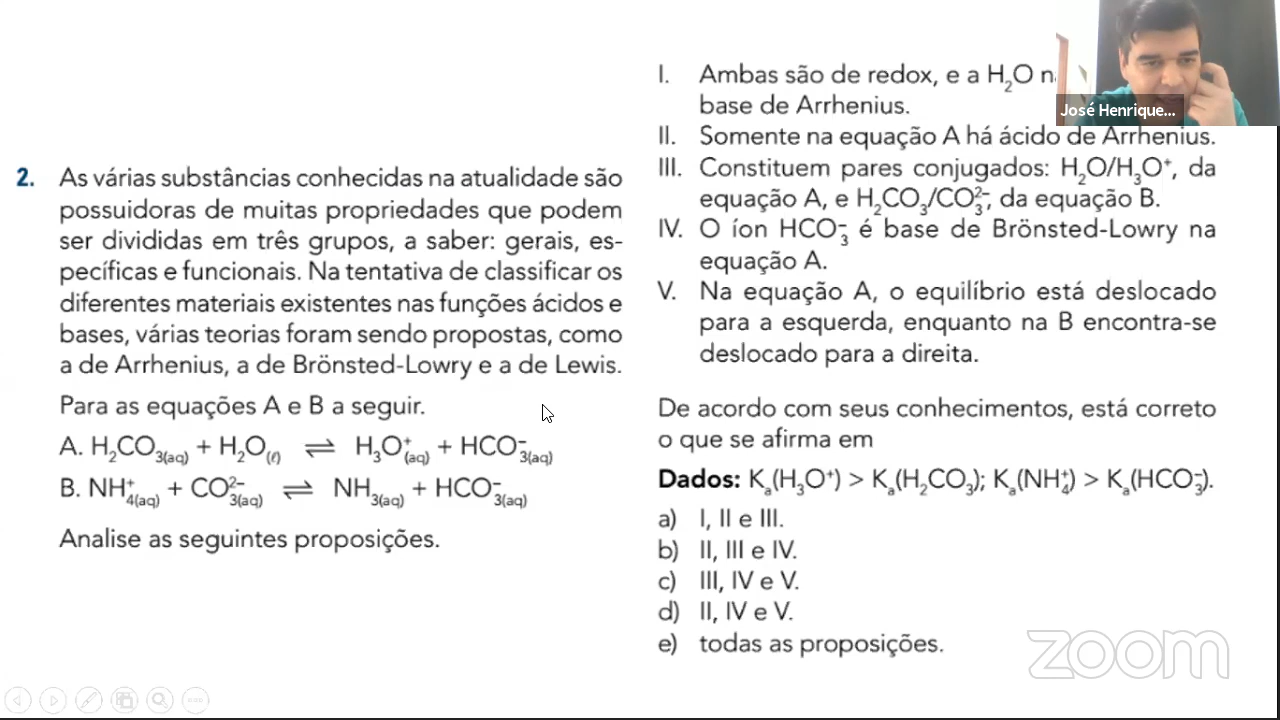 2. As várias substâncias conhecidas na atualidade são
possuidoras de muitas propriedades que podem
ser divididas em três grupos, a saber: gerais, es-
pecíficas e funcionais. Na tentativa de classificar os
diferentes materiais existentes nas funções ácidos e
bases, várias teorias foram sendo propostas, como
a de Arrhenius, a de Brönsted-Lowry e a de Lewis.
Para as equações A e B a seguir.
A. H₂CO₃(aq) + H₂O(ℓ) ⇌ H₃O⁺(aq) + HCO₃⁻(aq)
B. NH₄⁺(aq) + CO₃²⁻(aq) ⇌ NH₃(aq) + HCO₃⁻(aq)
Analise as seguintes proposições.
I. Ambas são de redox, e a H₂O
base de Arrhenius.
II. Somente na equação A há ácido de Arrhenius.
III. Constituem pares conjugados: H₂O/H₃O⁺, da
equação A, e H₂CO₃/CO₃²⁻, da equação B.
IV. O íon HCO₃⁻ é base de Brönsted-Lowry na
equação A.
V. Na equação A, o equilíbrio está deslocado
para a esquerda, enquanto na B encontra-se
deslocado para a direita.
De acordo com seus conhecimentos, está correto
o que se afirma em
Dados: Kₐ(H₃O⁺) > Kₐ(H₂CO₃); Kₐ(NH₄⁺) > Kₐ(HCO₃⁻).
a) I, II e III.
b) II, III e IV.
c) III, IV e V.
d) II, IV e V.
e) todas as proposições.
José Henrique...
zoom